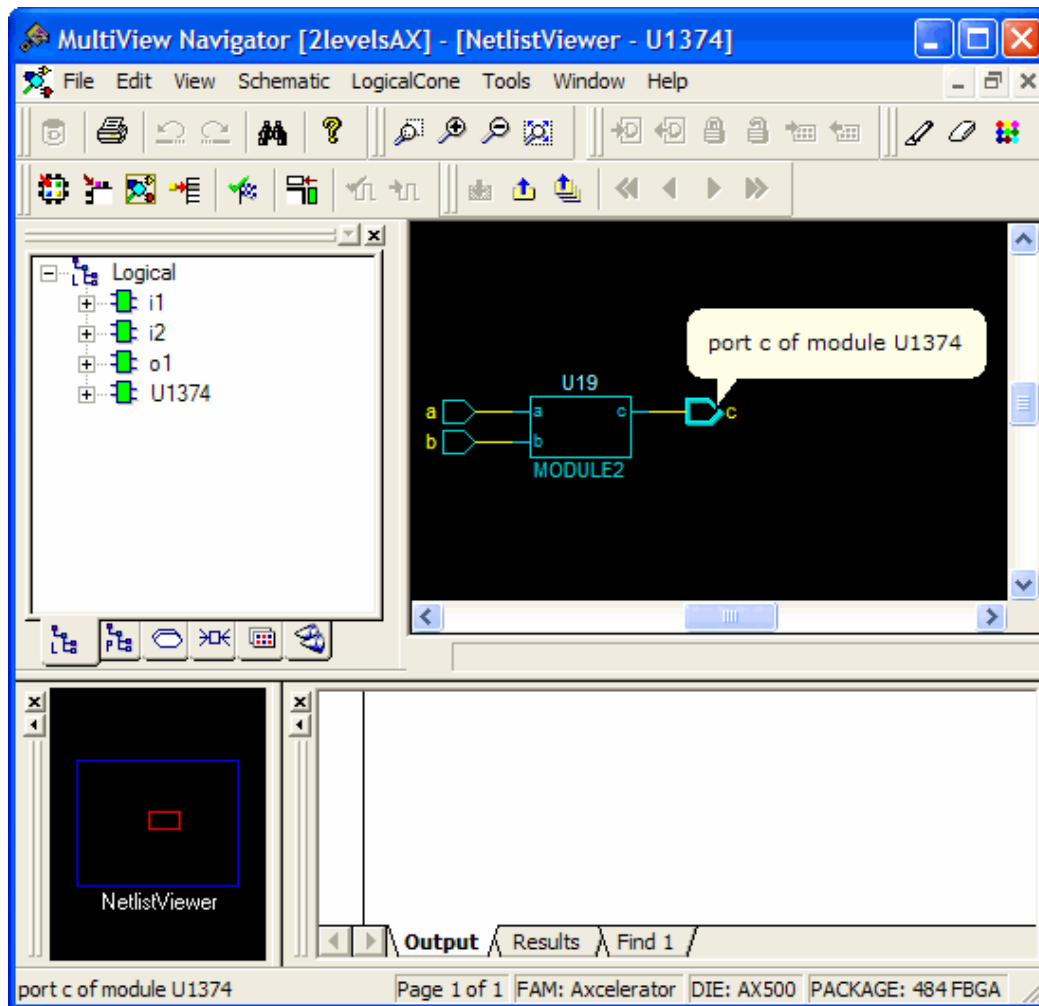 MultiView Navigator [2levelsAX] - [NetlistViewer - U1374]
File Edit View Schematic LogicalCone Tools Window Help
Logical
i1
i2
o1
U1374
port c of module U1374
U19
a a c c
b b
MODULE2
NetlistViewer
Output Results Find 1
port c of module U1374 Page 1 of 1 FAM: Axcelerator DIE: AX500 PACKAGE: 484 FBGA